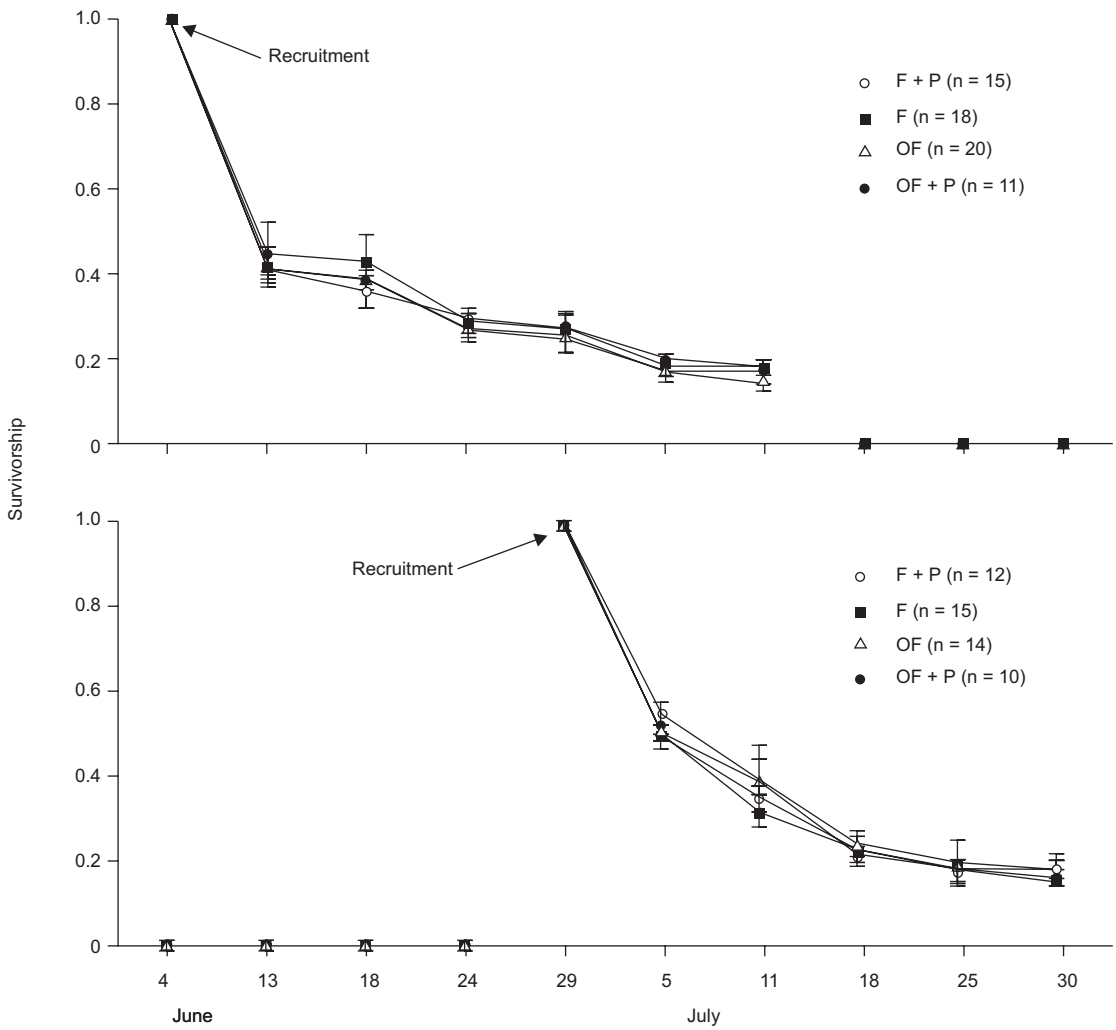 Survivorship
1.0
0.8
0.6
0.4
0.2
0
Recruitment
F + P (n = 15)
F (n = 18)
OF (n = 20)
OF + P (n = 11)
1.0
0.8
0.6
0.4
0.2
0
Recruitment
F + P (n = 12)
F (n = 15)
OF (n = 14)
OF + P (n = 10)
4 13 18 24 29 5 11 18 25 30
June July